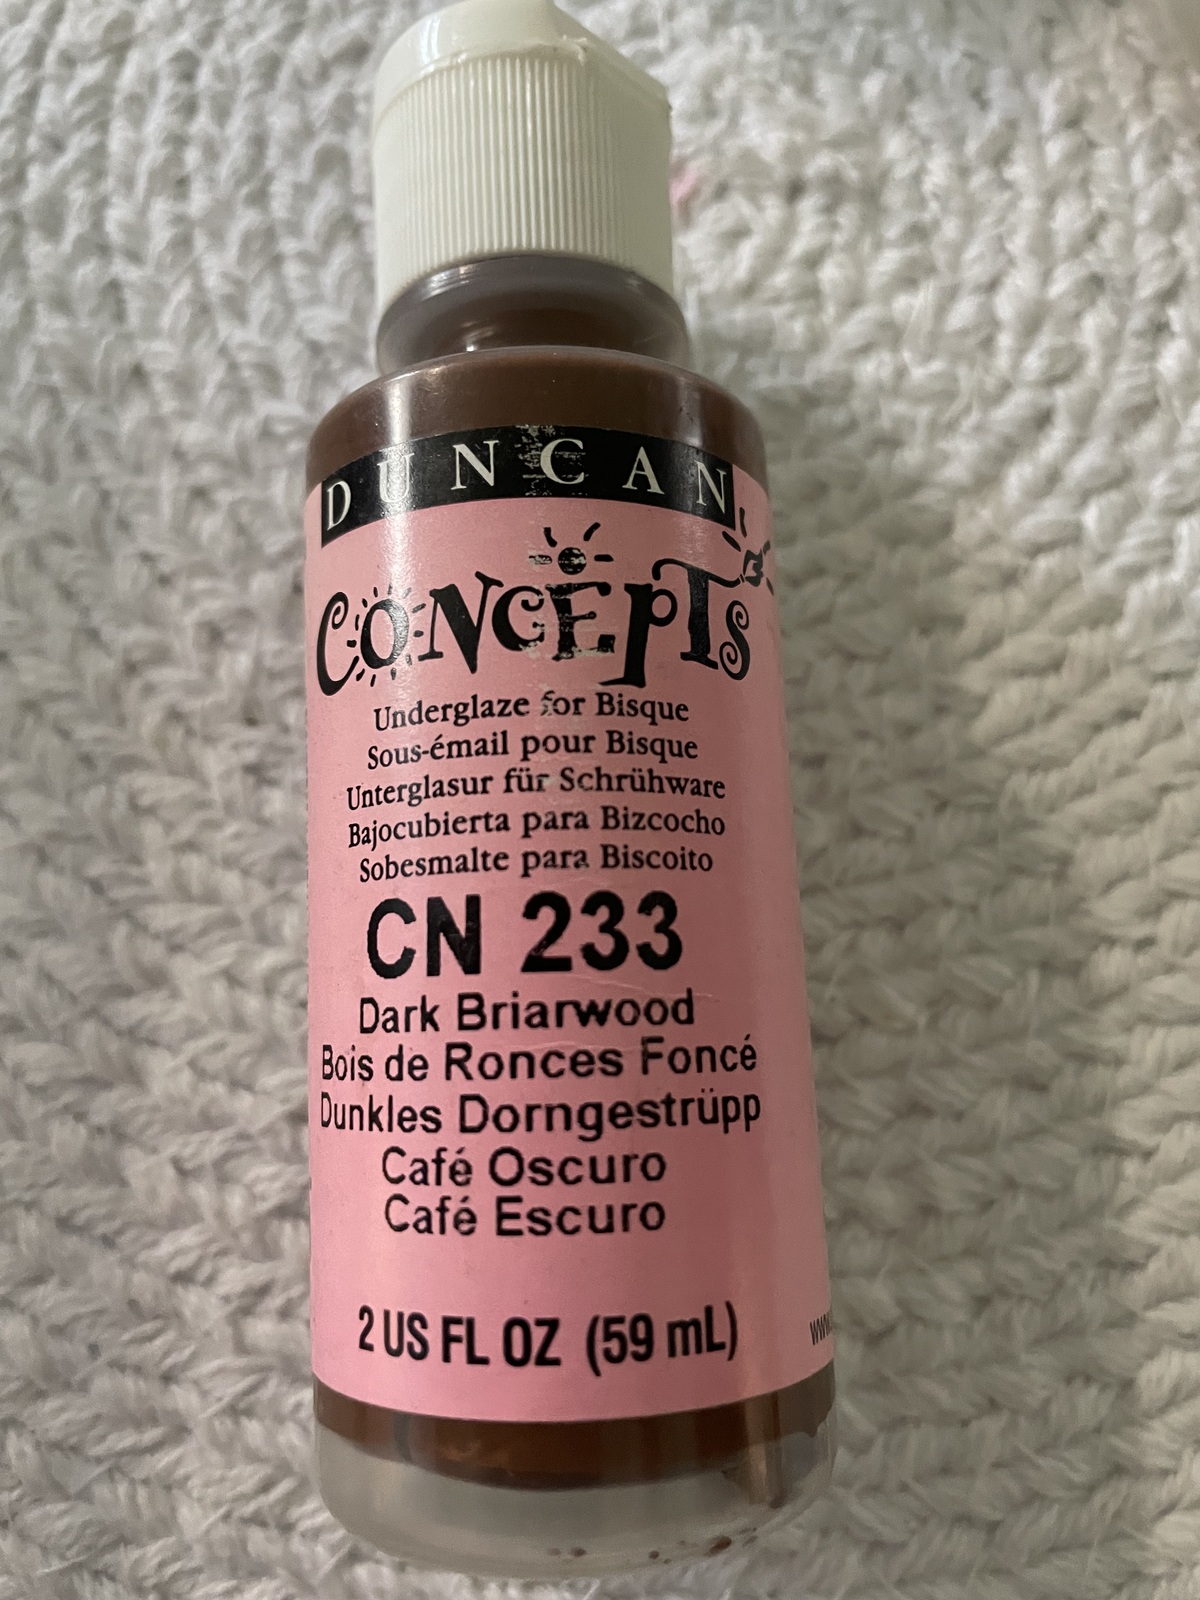 DUNCAN
CONCEPTS
Underglaze for Bisque
Sous-émail pour Bisque
Unterglasur für Schrühware
Bajocubierta para Bizcocho
Sobesmalte para Biscoito
CN 233
Dark Briarwood
Bois de Ronces Foncé
Dunkles Dorngestrüpp
Café Oscuro
Café Escuro
2 US FL OZ (59 mL)